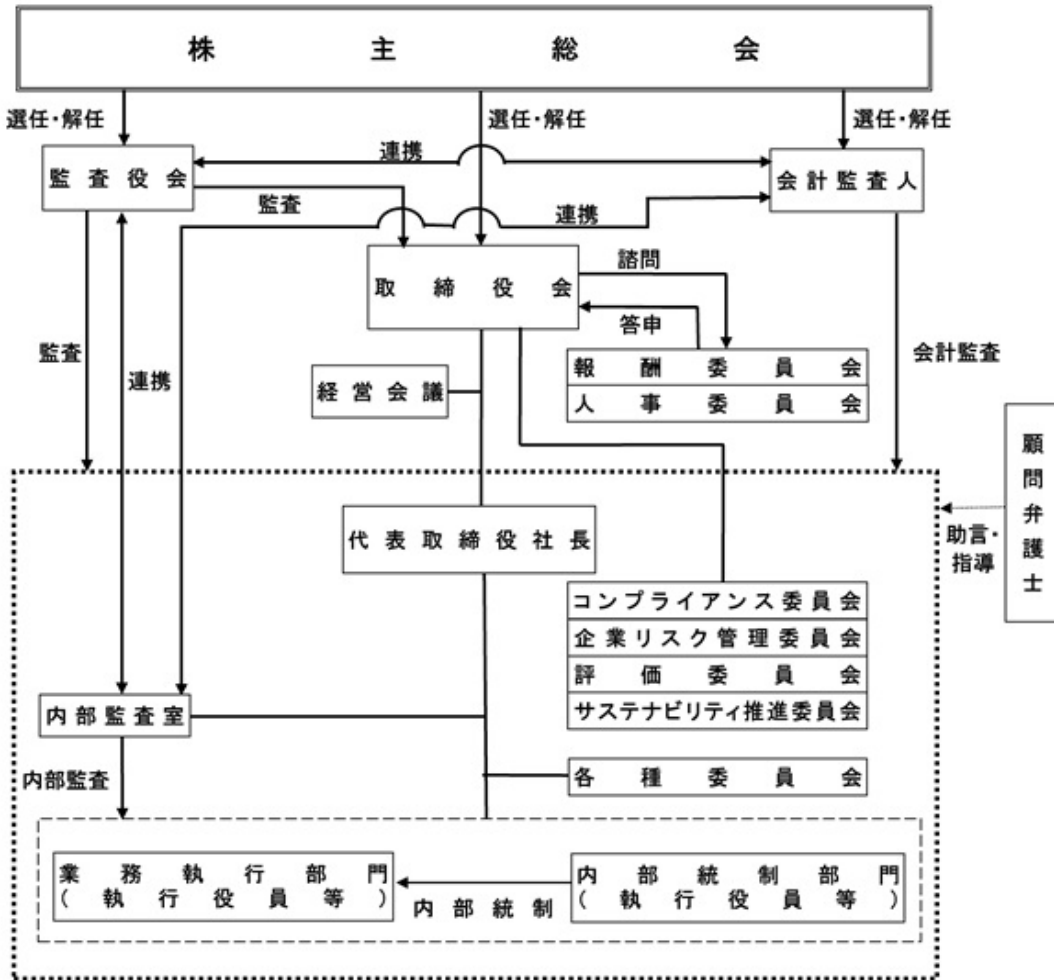 株主総会
選任・解任
選任・解任
選任・解任
監査役会
連携
会計監査人
監査
連携
取締役会
諮問
答申
監査
連携
経営会議
報酬委員会
人事委員会
会計監査
顧問弁護士
助言・
指導
代表取締役社長
コンプライアンス委員会
企業リスク管理委員会
評価委員会
サステナビリティ推進委員会
内部監査室
内部監査
各種委員会
業務執行部門
(執行役員等)
内部統制
内部統制部門
(執行役員等)